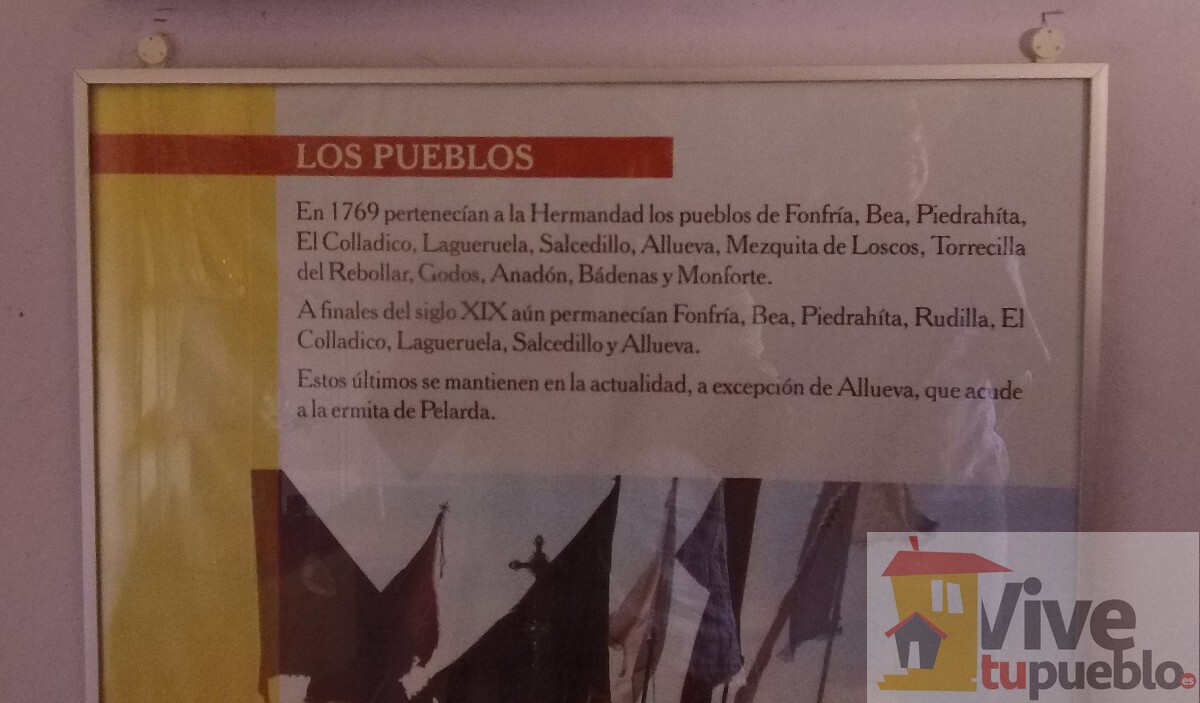 LOS PUEBLOS
En 1769 pertenecían a la Hermandad los pueblos de Fonfría, Bea, Piedrahíta,
El Colladico, Lagueruela, Salcedillo, Allueva, Mezquita de Loscos, Torrecilla
del Rebollar, Godos, Anadón, Bádenas y Monforte.
A finales del siglo XIX aún permanecían Fonfría, Bea, Piedrahíta, Rudilla, El
Colladico, Lagueruela, Salcedillo y Allueva.
Estos últimos se mantienen en la actualidad, a excepción de Allueva, que acude
a la ermita de Pelarda.
Vive
tupueblo.es